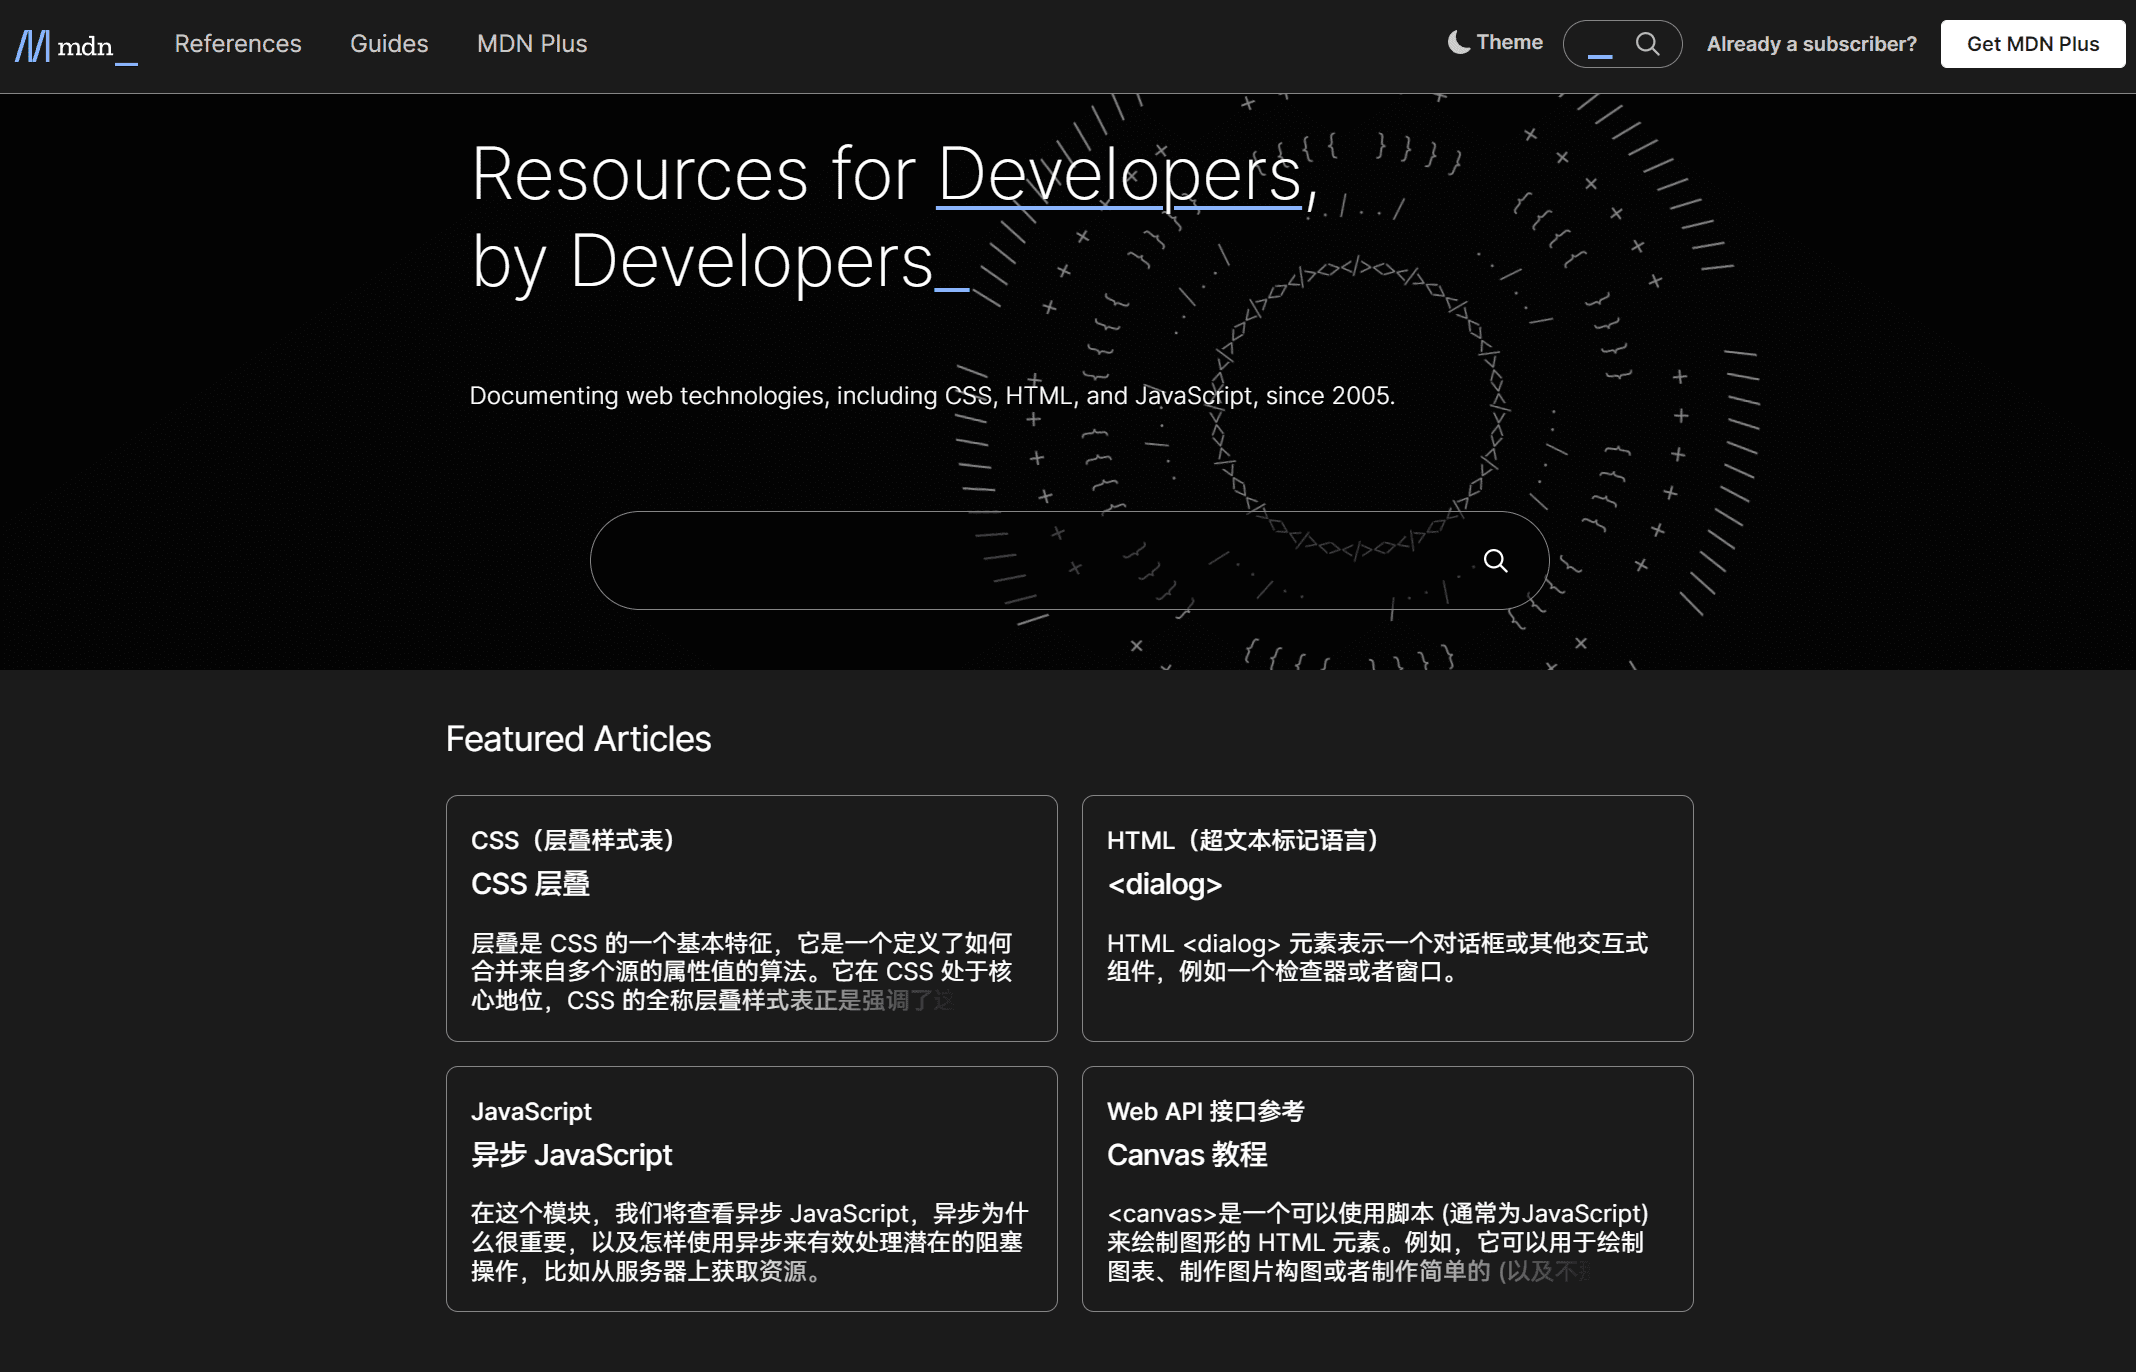 mdn_
References
Guides
MDN Plus
Theme
Already a subscriber?
Get MDN Plus
Resources for Developers,
by Developers_
Documenting web technologies, including CSS, HTML, and JavaScript, since 2005.
Featured Articles
CSS（层叠样式表）
CSS 层叠
层叠是 CSS 的一个基本特征，它是一个定义了如何
合并来自多个源的属性值的算法。它在 CSS 处于核
心地位，CSS 的全称层叠样式表正是强调了这
HTML（超文本标记语言）
<dialog>
HTML <dialog> 元素表示一个对话框或其他交互式
组件，例如一个检查器或者窗口。
JavaScript
异步 JavaScript
在这个模块，我们将查看异步 JavaScript，异步为什
么很重要，以及怎样使用异步来有效处理潜在的阻塞
操作，比如从服务器上获取资源。
Web API 接口参考
Canvas 教程
<canvas>是一个可以使用脚本 (通常为JavaScript)
来绘制图形的 HTML 元素。例如，它可以用于绘制
图表、制作图片构图或者制作简单的 (以及不